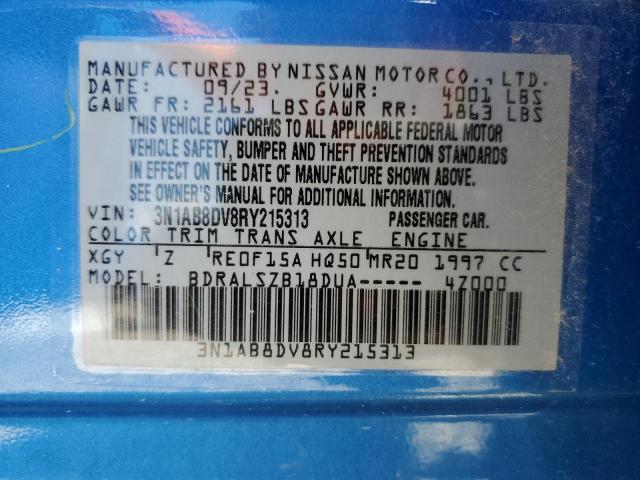 MANUFACTURED BY NISSAN MOTOR CO., LTD.
DATE: 09/23. GVWR: 4001 LBS
GAWR FR: 2161 LBS GAWR RR: 1863 LBS
THIS VEHICLE CONFORMS TO ALL APPLICABLE FEDERAL MOTOR
VEHICLE SAFETY, BUMPER AND THEFT PREVENTION STANDARDS
IN EFFECT ON THE DATE OF MANUFACTURE SHOWN ABOVE.
SEE OWNER'S MANUAL FOR ADDITIONAL INFORMATION.
VIN: 3N1AB8DV8RY215313 PASSENGER CAR.
COLOR TRIM TRANS AXLE ENGINE
XGY Z RE0F15A HQ50 MR20 1997 CC
MODEL: BDRALSZB18DUA----- 4Z000
3N1AB8DV8RY215313